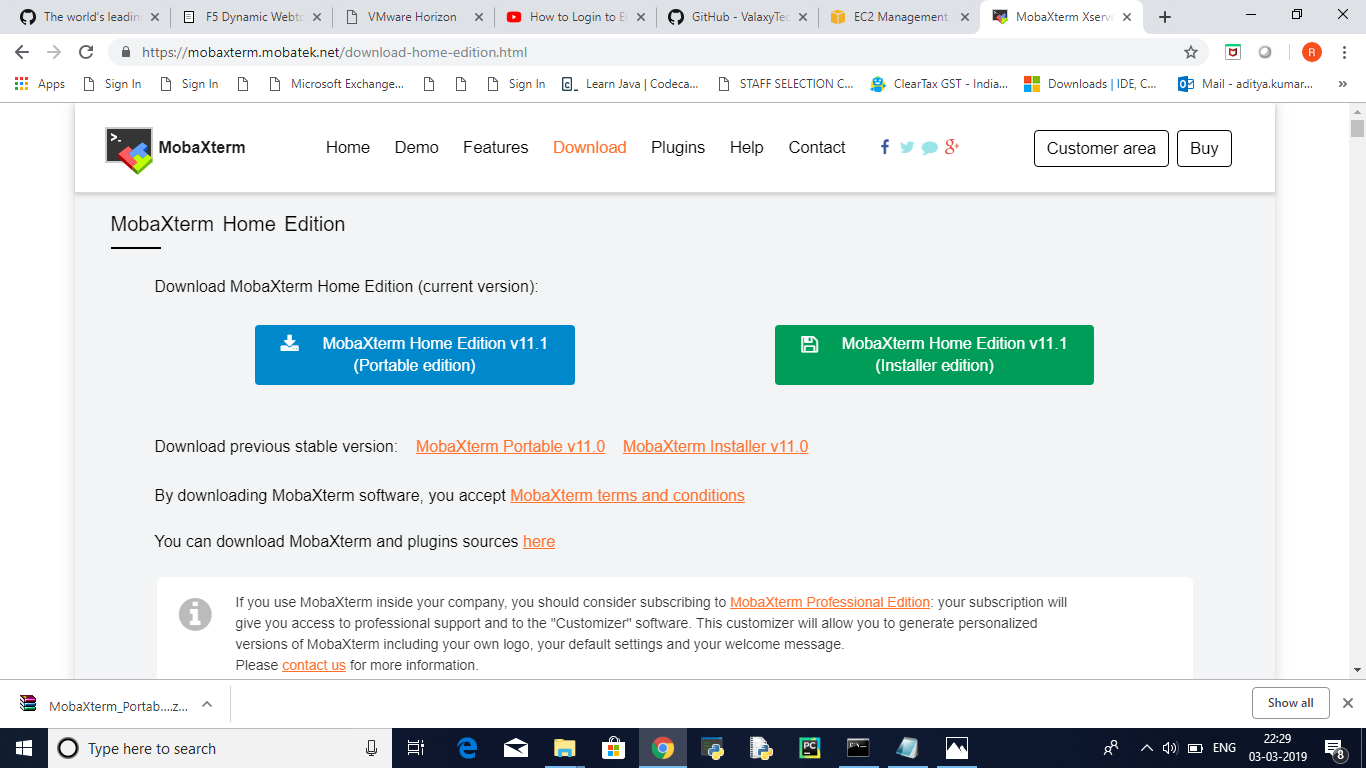 The world's leadin
F5 Dynamic Webto
VMware Horizon
How to Login to E
GitHub - ValaxyTec
EC2 Management
MobaXterm Xserve
https://mobaxterm.mobatek.net/download-home-edition.html
R
Apps
Sign In
Sign In
Microsoft Exchange...
Sign In
Learn Java | Codeca...
STAFF SELECTION C...
ClearTax GST - India...
Downloads | IDE, C...
Mail - aditya.kumar...
»
MobaXterm
Home
Demo
Features
Download
Plugins
Help
Contact
Customer area
Buy
MobaXterm Home Edition
Download MobaXterm Home Edition (current version):
MobaXterm Home Edition v11.1
(Portable edition)
MobaXterm Home Edition v11.1
(Installer edition)
Download previous stable version: MobaXterm Portable v11.0 MobaXterm Installer v11.0
By downloading MobaXterm software, you accept MobaXterm terms and conditions
You can download MobaXterm and plugins sources here
If you use MobaXterm inside your company, you should consider subscribing to MobaXterm Professional Edition: your subscription will
give you access to professional support and to the "Customizer" software. This customizer will allow you to generate personalized
versions of MobaXterm including your own logo, your default settings and your welcome message.
Please contact us for more information.
MobaXterm_Portab....z...
Show all
Type here to search
ENG
22:29
03-03-2019
8